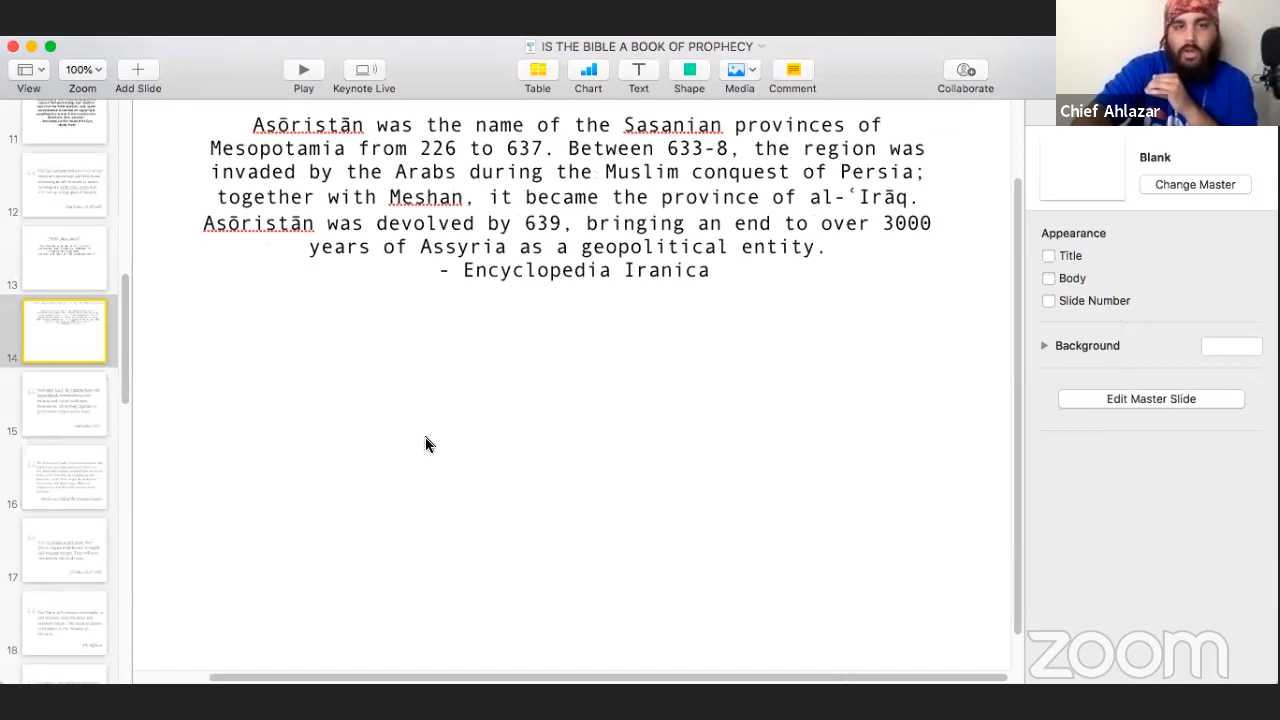 IS THE BIBLE A BOOK OF PROPHECY
100%
View
Zoom
Add Slide
Play
Keynote Live
Table
Chart
Text
Shape
Media
Comment
Collaborate
Chief Ahlazar
11
12
13
14
15
16
17
18
Asōristān was the name of the Sasanian provinces of
Mesopotamia from 226 to 637. Between 633-8, the region was
invaded by the Arabs during the Muslim conquest of Persia;
together with Meshan, it became the province of al-ʿIrāq.
Asōristān was devolved by 639, bringing an end to over 3000
years of Assyria as a geopolitical entity.
- Encyclopedia Iranica
Blank
Change Master
Appearance
Title
Body
Slide Number
Background
Edit Master Slide
zoom